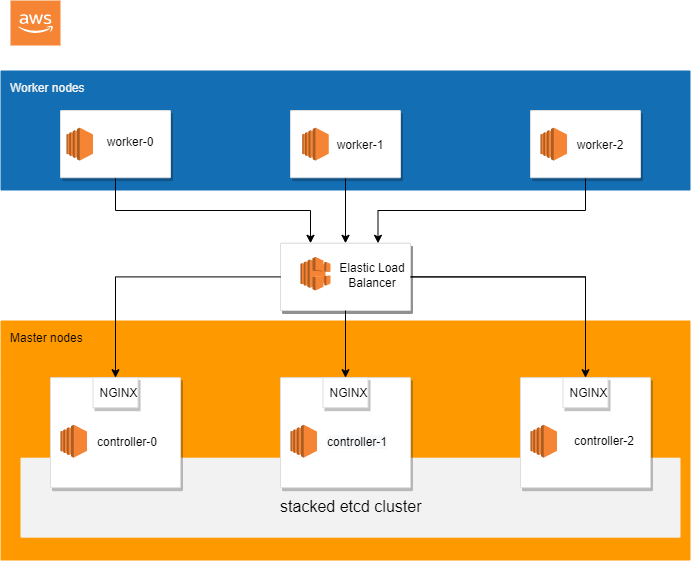 aws
Worker nodes
worker-0
worker-1
worker-2
Elastic Load
Balancer
Master nodes
NGINX
NGINX
NGINX
controller-0
controller-1
controller-2
stacked etcd cluster